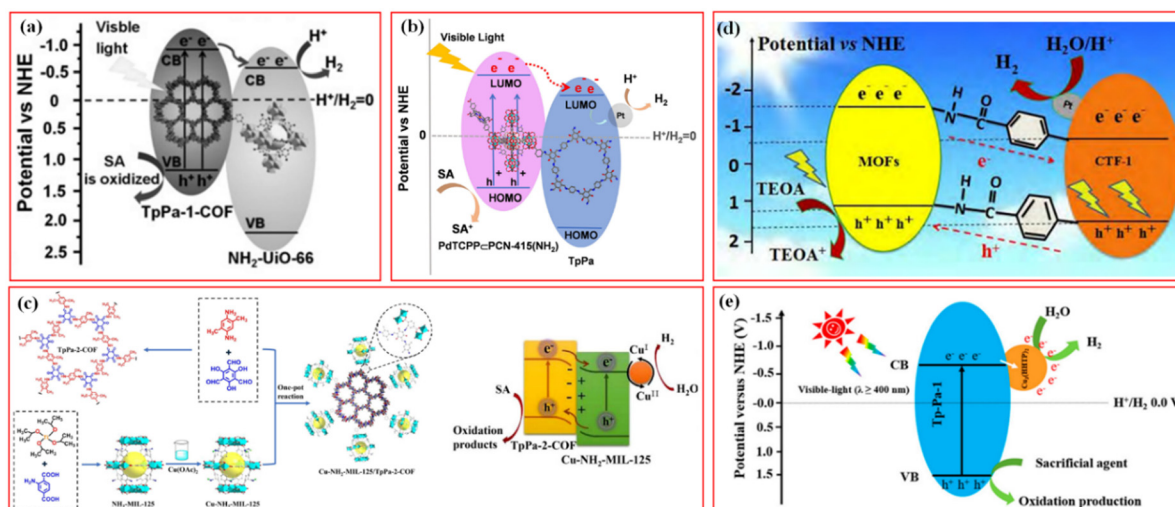 (a)
Visble
light
Potential vs NHE
-1.0
-0.5
0
0.5
1.0
1.5
2.0
2.5
CB
e⁻ e⁻
e⁻ e⁻
CB
H⁺
H₂
H⁺/H₂=0
SA
is oxidized
VB
h⁺ h⁺
TpPa-1-COF
VB
NH₂-UiO-66
(b)
Visible Light
Potential vs NHE
0
e⁻ e⁻
LUMO
e⁻ e⁻
LUMO
Pt
H⁺
H₂
H⁺/H₂=0
SA
SA⁺
h⁺ h⁺
HOMO
HOMO
PdTCPP⊂PCN-415(NH₂)
TpPa
(d)
Potential vs NHE
-2
-1
0
1
2
H₂O/H⁺
H₂
Pt
e⁻ e⁻ e⁻
e⁻ e⁻ e⁻
H
N
C
O
e⁻
MOFs
CTF-1
TEOA
TEOA⁺
h⁺ h⁺ h⁺
H
N
C
O
h⁺
h⁺ h⁺ h⁺
(c)
TpPa-2-COF
+
One-pot
reaction
+
Cu(OAc)₂
NH₂-MIL-125
Cu-NH₂-MIL-125
Cu-NH₂-MIL-125/TpPa-2-COF
SA
Oxidation
products
e⁻
h⁺
e⁻
h⁺
Cuᴵ
Cuᴵᴵ
H₂
H₂O
TpPa-2-COF
Cu-NH₂-MIL-125
(e)
Potential versus NHE (V)
-1.5
-1.0
-0.5
-0.0
0.5
1.0
1.5
Visible-light (λ ≥ 400 nm)
CB
e⁻ e⁻ e⁻
Tp-Pa-1
VB
h⁺ h⁺ h⁺
Cu₃(HHTP)₂
e⁻
H₂O
H₂
H⁺/H₂ 0.0 V
Sacrificial agent
Oxidation production